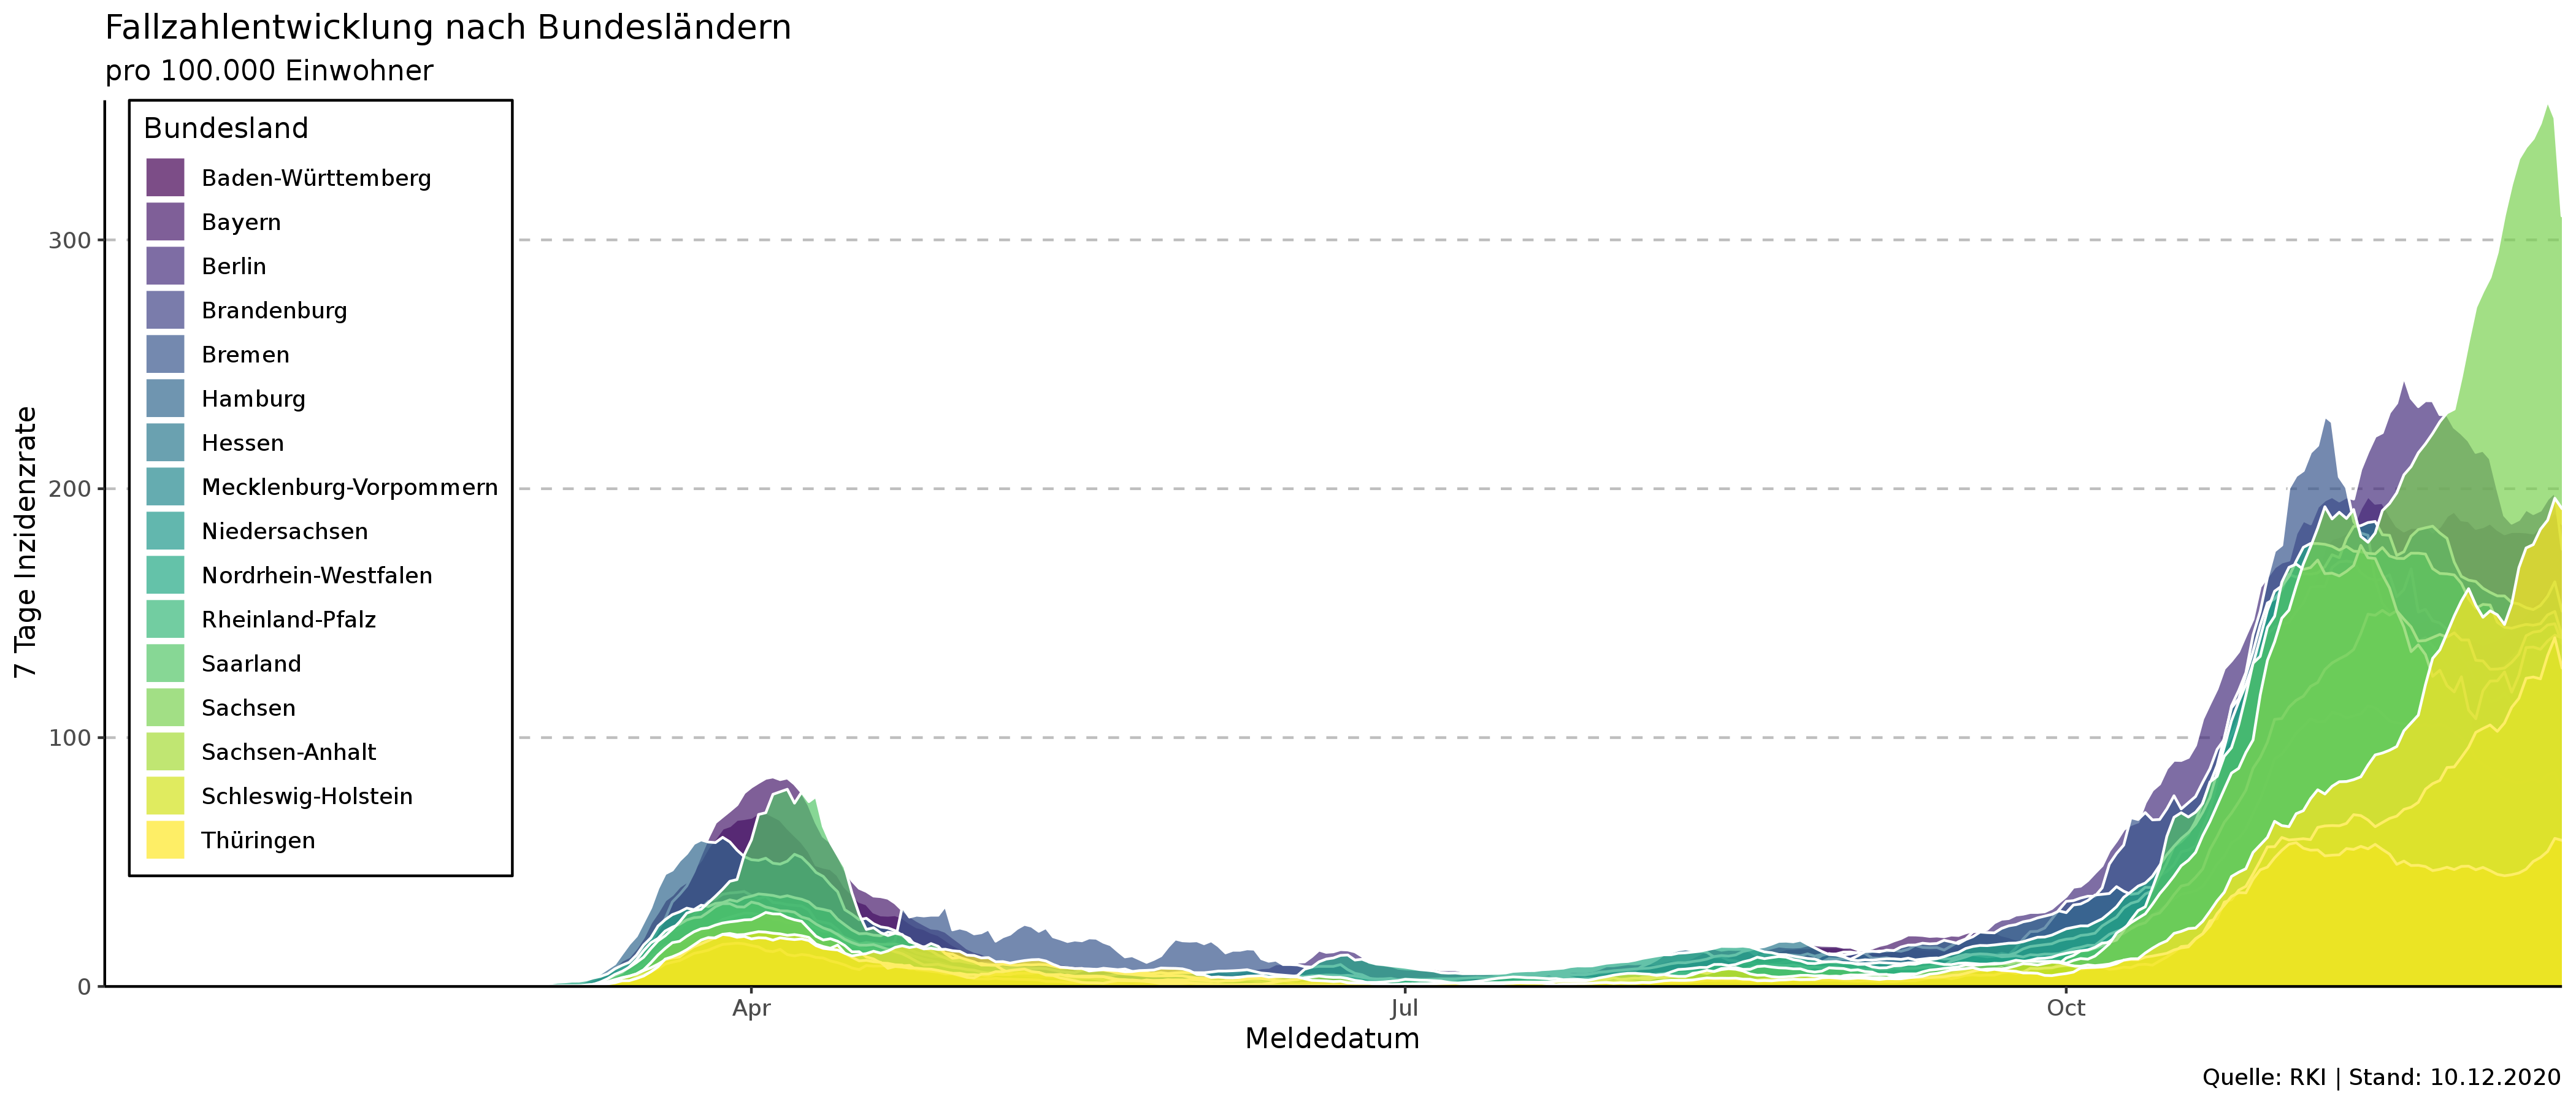 Fallzahlentwicklung nach Bundesländern
pro 100.000 Einwohner
Bundesland
Baden-Württemberg
Bayern
Berlin
Brandenburg
Bremen
Hamburg
Hessen
Mecklenburg-Vorpommern
Niedersachsen
Nordrhein-Westfalen
Rheinland-Pfalz
Saarland
Sachsen
Sachsen-Anhalt
Schleswig-Holstein
Thüringen
7 Tage Inzidenzrate
300
200
100
0
Apr
Jul
Oct
Meldedatum
Quelle: RKI | Stand: 10.12.2020